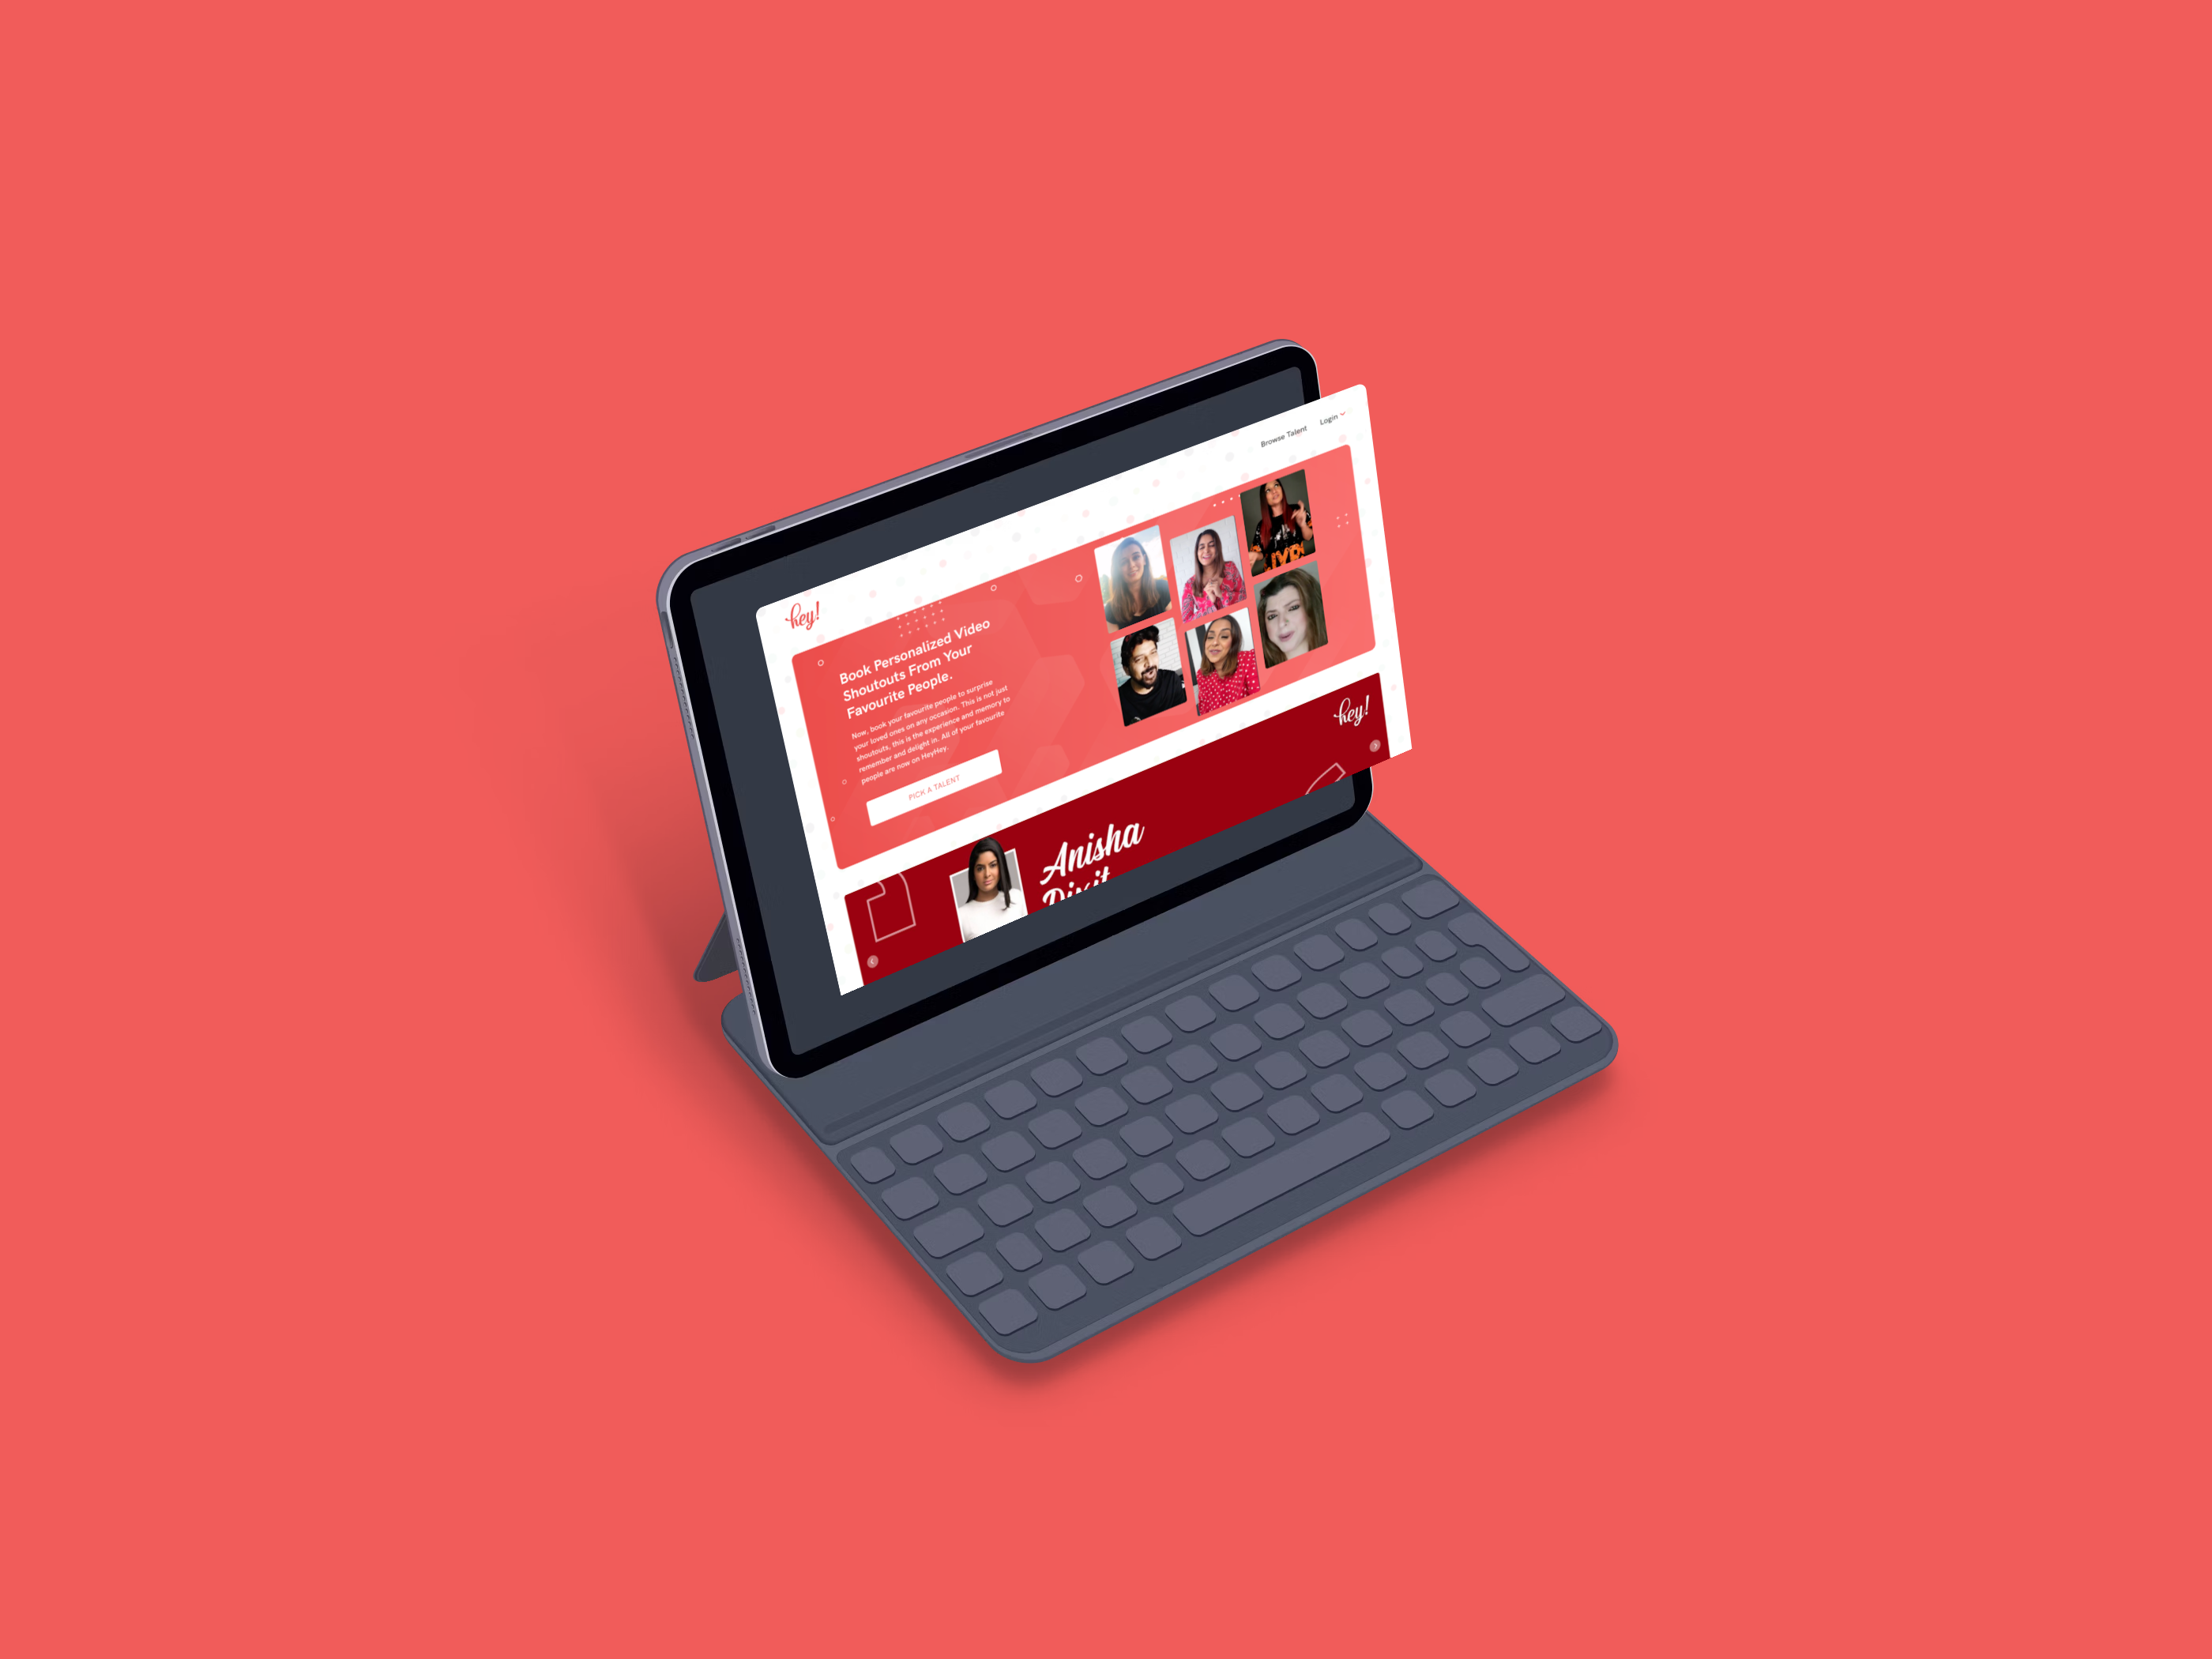 hey!
Browse Talent
Login
Book Personalized Video
Shoutouts From Your
Favourite People.
Now, book your favourite people to surprise
your loved ones on any occasion. This is not just
shoutouts, this is the experience and memory to
remember and delight in. All of your favourite
people are now on HeyHey.
PICK A TALENT
hey!
Anisha
Dixit